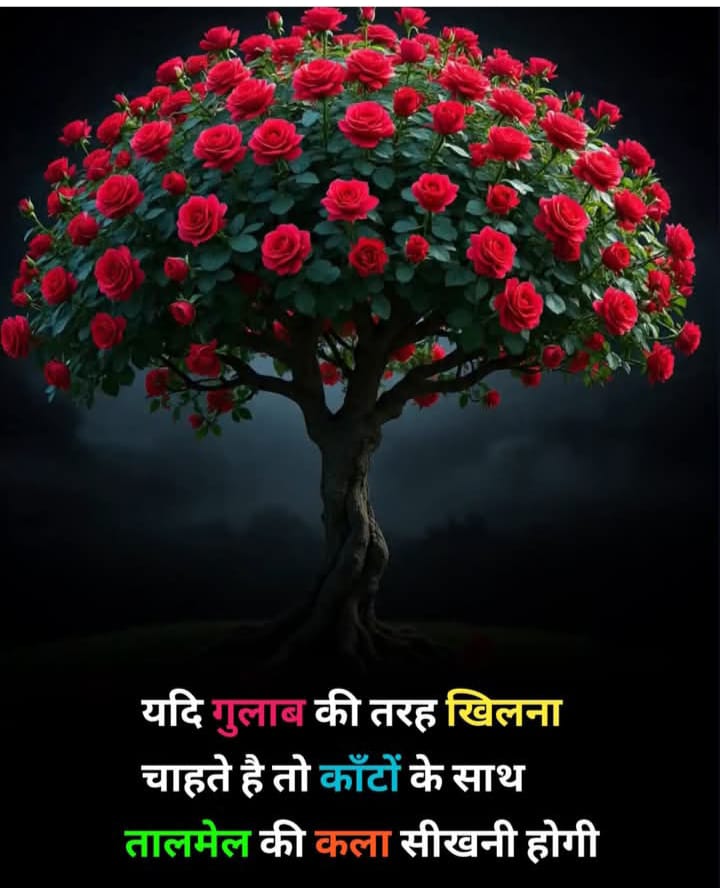 यदि गुलाब की तरह खिलना
चाहते है तो काँटों के साथ
तालमेल की कला सीखनी होगी